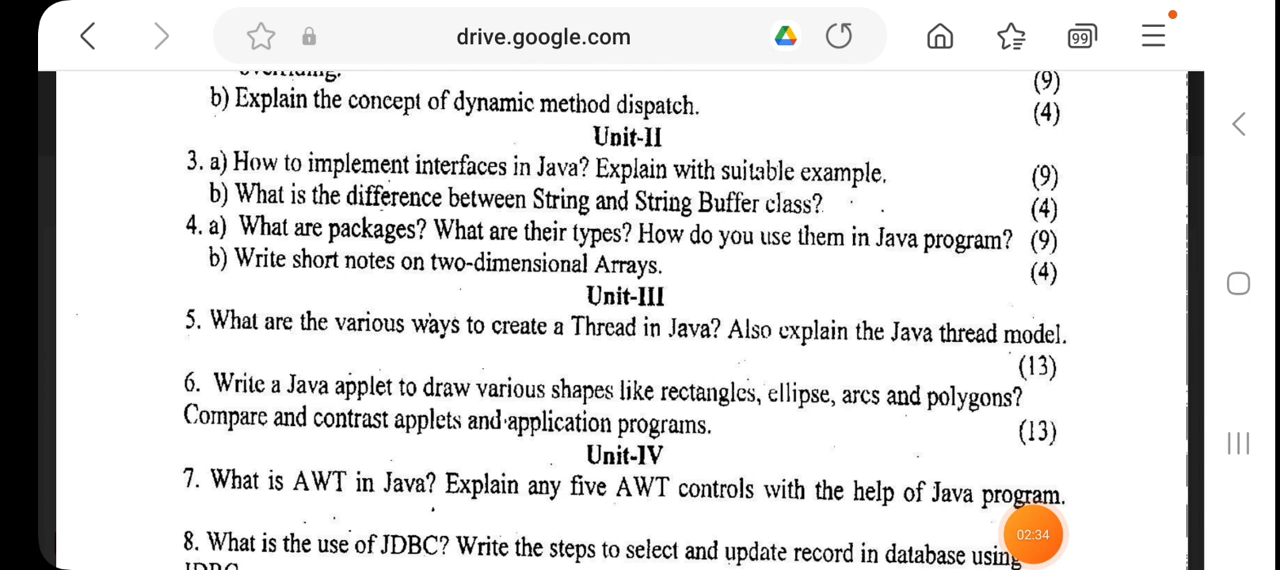 drive.google.com
99
overriding.
(9)
b) Explain the concept of dynamic method dispatch.
(4)
Unit-II
3. a) How to implement interfaces in Java? Explain with suitable example.
(9)
b) What is the difference between String and String Buffer class?
(4)
4. a) What are packages? What are their types? How do you use them in Java program? (9)
b) Write short notes on two-dimensional Arrays.
(4)
Unit-III
5. What are the various ways to create a Thread in Java? Also explain the Java thread model.
(13)
6. Write a Java applet to draw various shapes like rectangles, ellipse, arcs and polygons?
Compare and contrast applets and application programs.
(13)
Unit-IV
7. What is AWT in Java? Explain any five AWT controls with the help of Java program.
02:34
8. What is the use of JDBC? Write the steps to select and update record in database using
JDBC